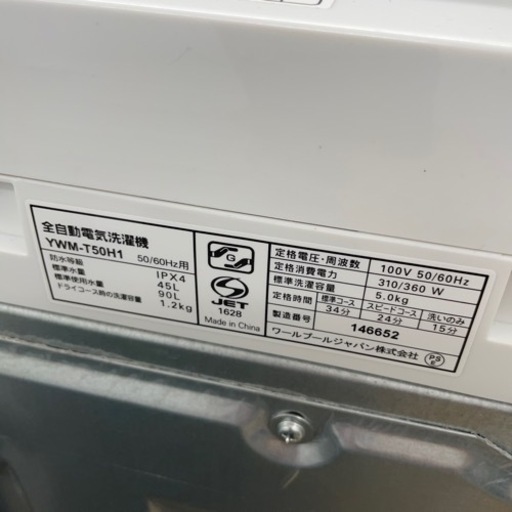 全自動電気洗濯機
YWM-T50H1 50/60Hz用
防水等級 IPX4
標準水量 45L
標準使用水量 90L
ドライコース時の洗濯容量 1.2kg
G
JET
1628
Made in China
定格電圧・周波数 100V 50/60Hz
定格消費電力 310/360 W
標準洗濯容量 5.0kg
定格時間 標準コース スピードコース 洗いのみ
34分 24分 15分
製造番号 146652
ワールプールジャパン株式会社
PS
E